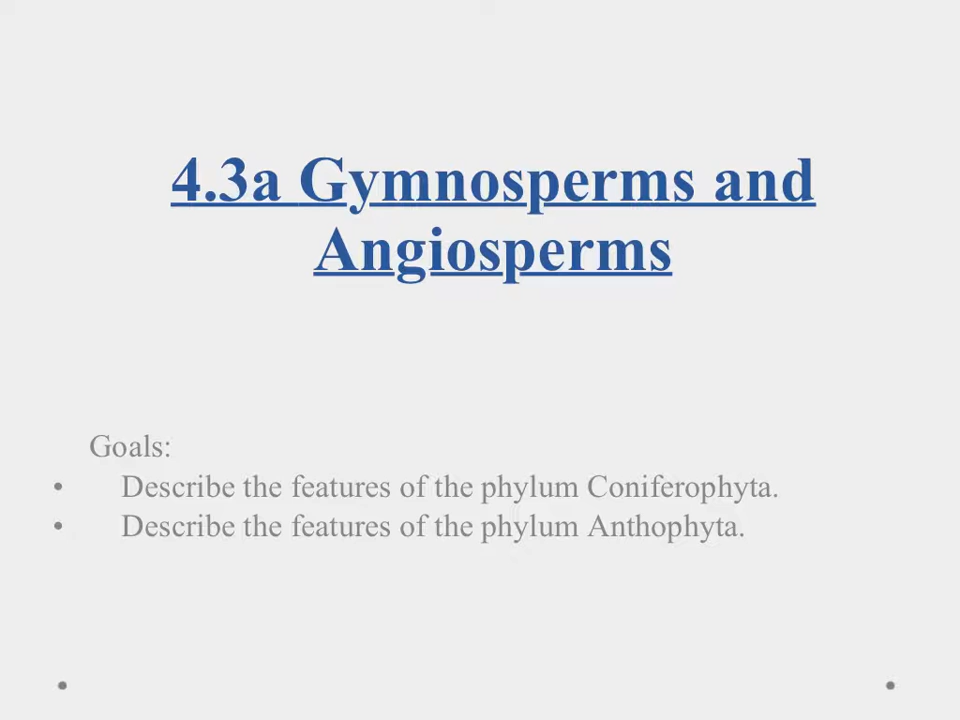 4.3a Gymnosperms and
Angiosperms
Goals:
• Describe the features of the phylum Coniferophyta.
• Describe the features of the phylum Anthophyta.